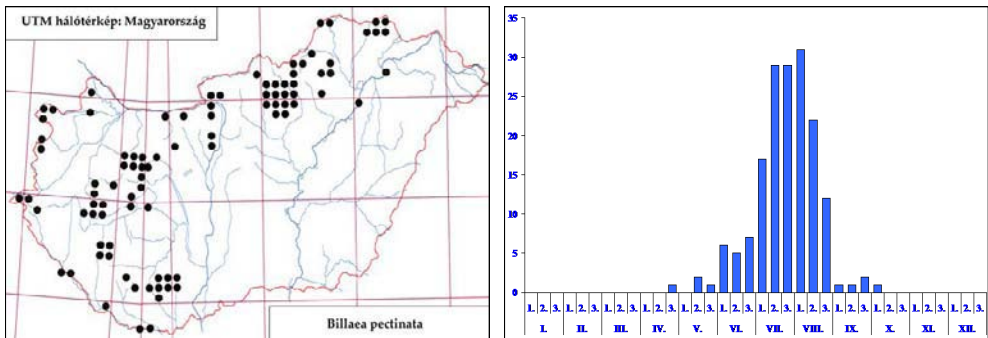 UTM hálótérkép: Magyarország
Billaea pectinata
35
30
25
20
15
10
5
0
1. 2. 3. 1. 2. 3. 1. 2. 3. 1. 2. 3. 1. 2. 3. 1. 2. 3. 1. 2. 3. 1. 2. 3. 1. 2. 3. 1. 2. 3. 1. 2. 3. 1. 2. 3.
I. II. III. IV. V. VI. VII. VIII. IX. X. XI. XII.